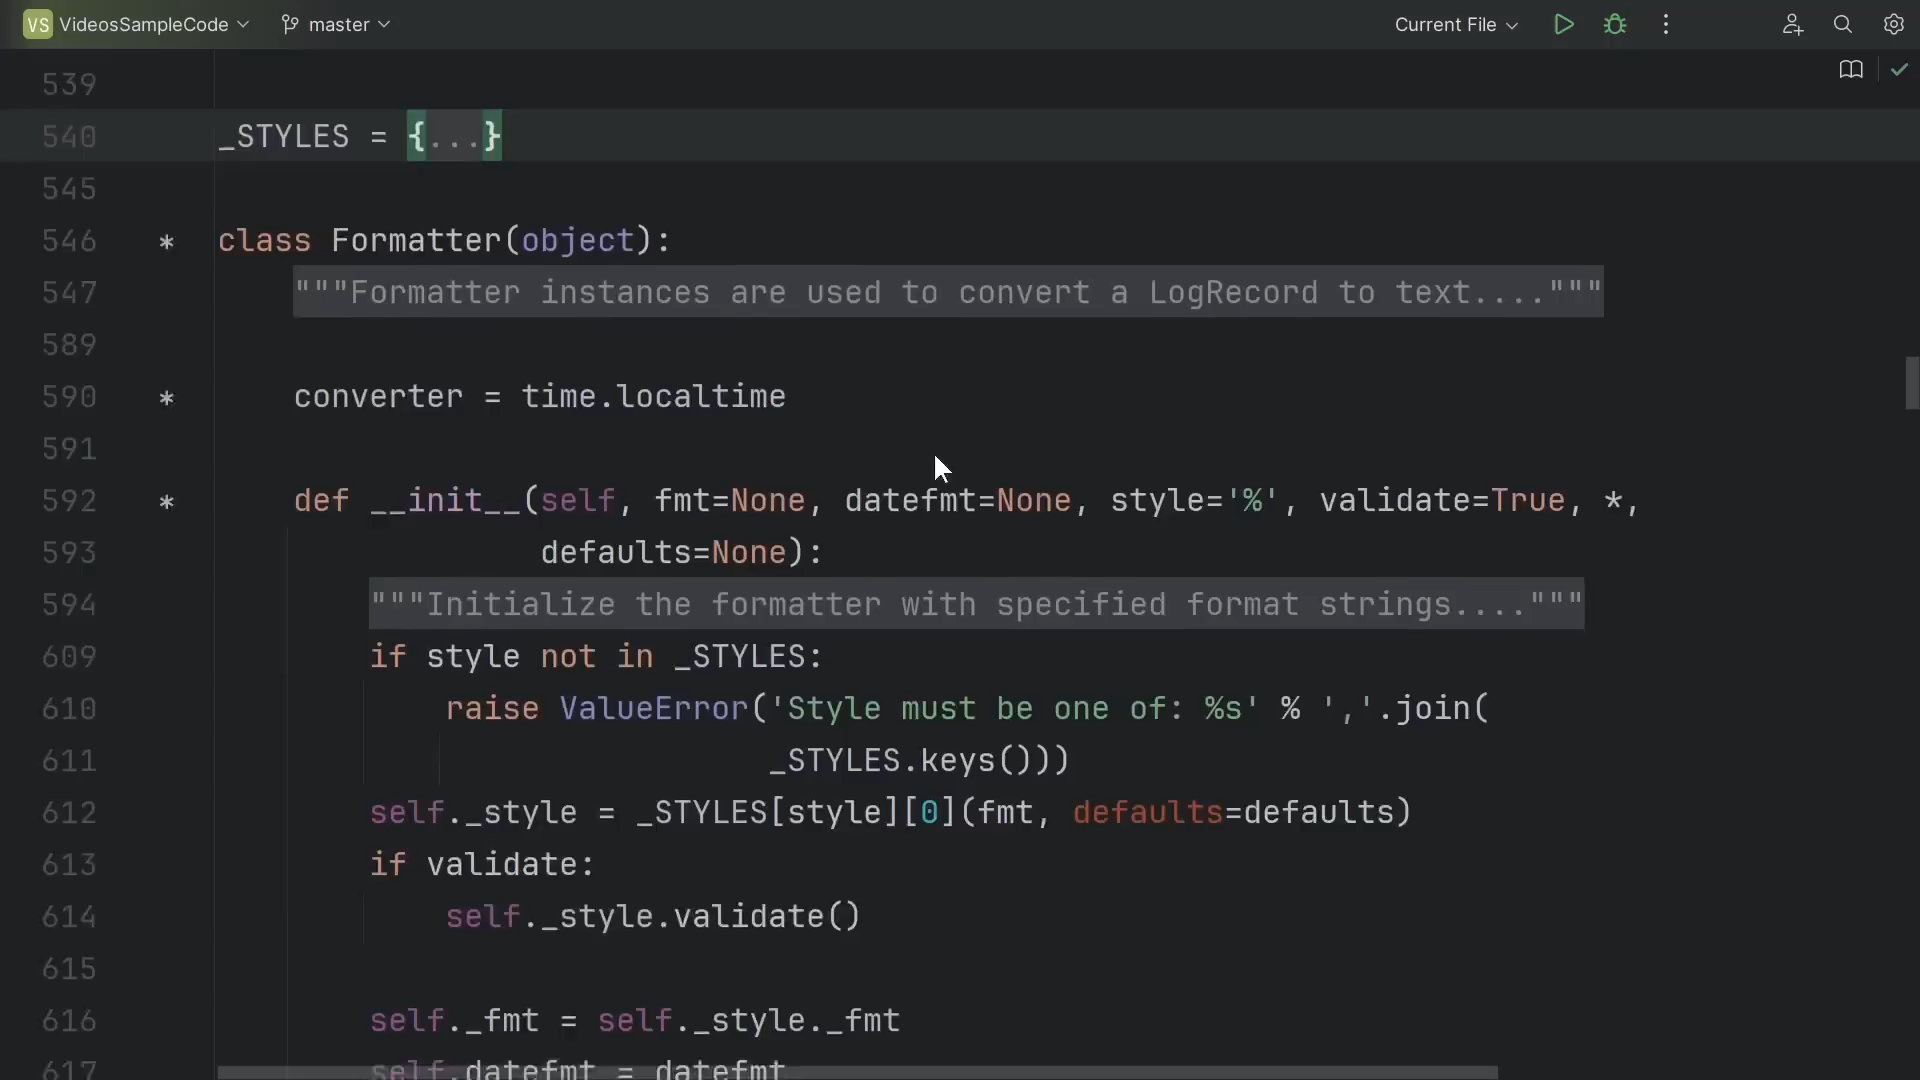 VS VideosSampleCode master Current File
539
540 _STYLES = {...}
545
546 * class Formatter(object):
547 """Formatter instances are used to convert a LogRecord to text...."""
589
590 * converter = time.localtime
591
592 * def __init__(self, fmt=None, datefmt=None, style='%', validate=True, *,
593 defaults=None):
594 """Initialize the formatter with specified format strings...."""
609 if style not in _STYLES:
610 raise ValueError('Style must be one of: %s' % ','.join(
611 _STYLES.keys()))
612 self._style = _STYLES[style][0](fmt, defaults=defaults)
613 if validate:
614 self._style.validate()
615
616 self._fmt = self._style._fmt
617 self.datefmt = datefmt